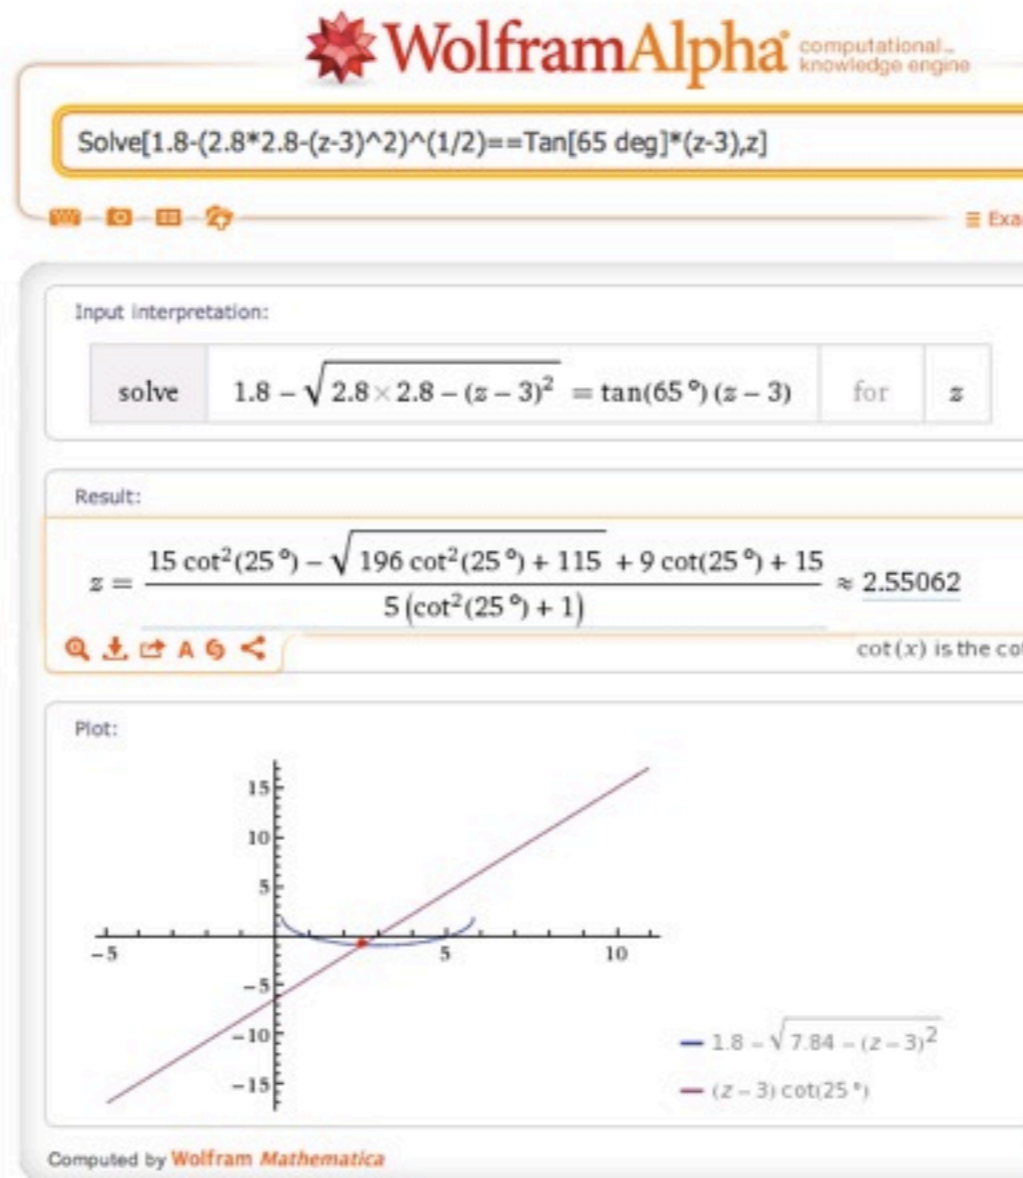 WolframAlpha computational knowledge engine
Solve[1.8-(2.8*2.8-(z-3)^2)^(1/2)==Tan[65 deg]*(z-3),z]
≡ Exa
Input interpretation:
solve 1.8 − √(2.8×2.8 − (z − 3)²) = tan(65°) (z − 3) for z
Result:
z = (15 cot²(25°) − √(196 cot²(25°) + 115) + 9 cot(25°) + 15) / (5 (cot²(25°) + 1)) ≈ 2.55062
A
cot(x) is the cot
Plot:
15
10
5
−5 5 10
−5
−10
−15
1.8 − √(7.84 − (z − 3)²)
(z − 3) cot(25°)
Computed by Wolfram Mathematica